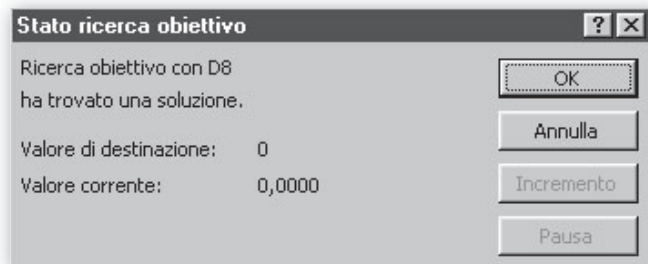 Stato ricerca obiettivo
Ricerca obiettivo con D8
ha trovato una soluzione.
Valore di destinazione: 0
Valore corrente: 0,0000
OK
Annulla
Incremento
Pausa